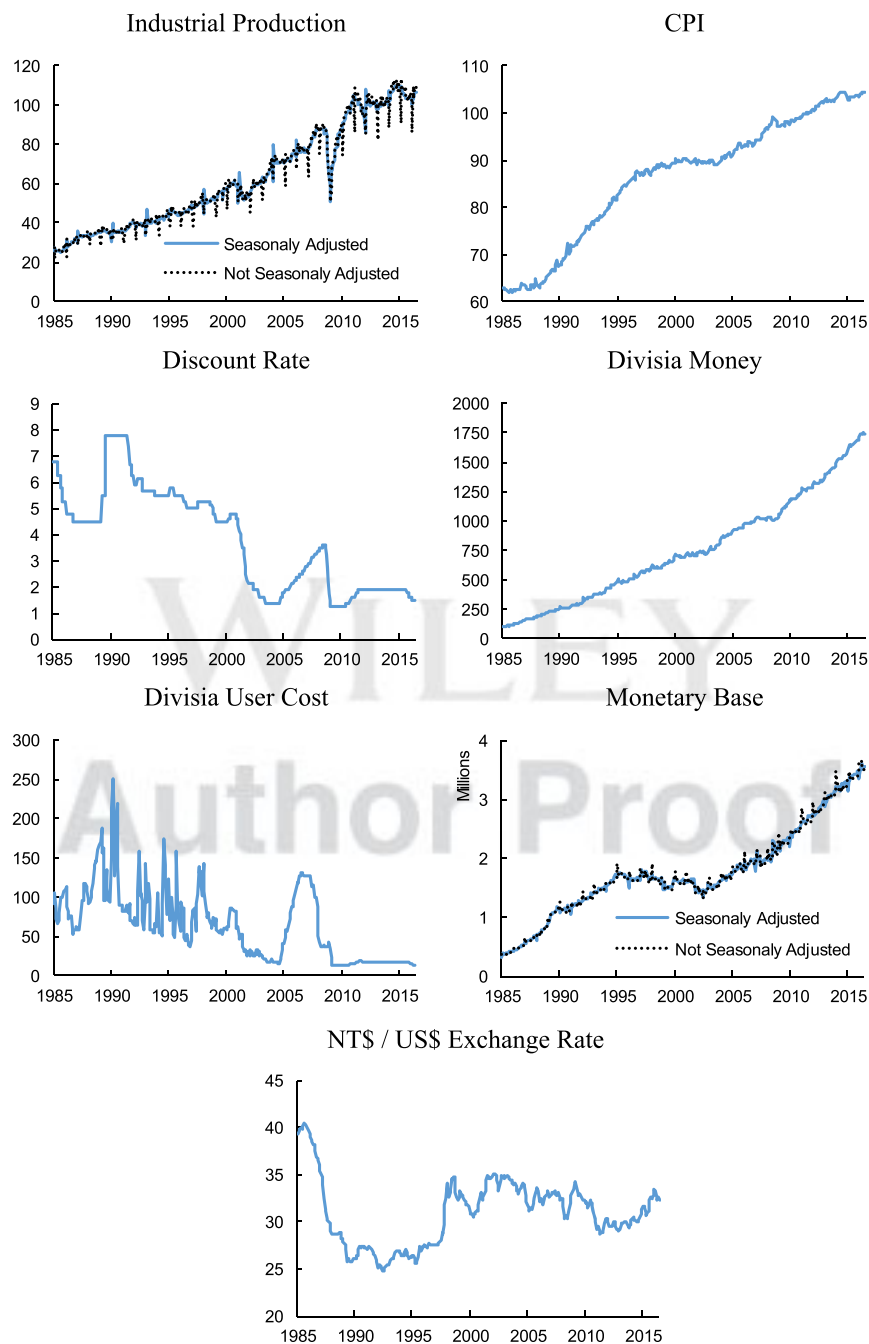 Industrial Production
120
100
80
60
40
20
0
Seasonaly Adjusted
Not Seasonaly Adjusted
1985 1990 1995 2000 2005 2010 2015
CPI
110
100
90
80
70
60
1985 1990 1995 2000 2005 2010 2015
Discount Rate
9
8
7
6
5
4
3
2
1
0
1985 1990 1995 2000 2005 2010 2015
Divisia Money
2000
1750
1500
1250
1000
750
500
250
0
1985 1990 1995 2000 2005 2010 2015
WILEY
Divisia User Cost
300
250
200
150
100
50
0
1985 1990 1995 2000 2005 2010 2015
Monetary Base
Millions
4
3
2
1
0
Seasonaly Adjusted
Not Seasonaly Adjusted
1985 1990 1995 2000 2005 2010 2015
Author Proof
NT$ / US$ Exchange Rate
45
40
35
30
25
20
1985 1990 1995 2000 2005 2010 2015